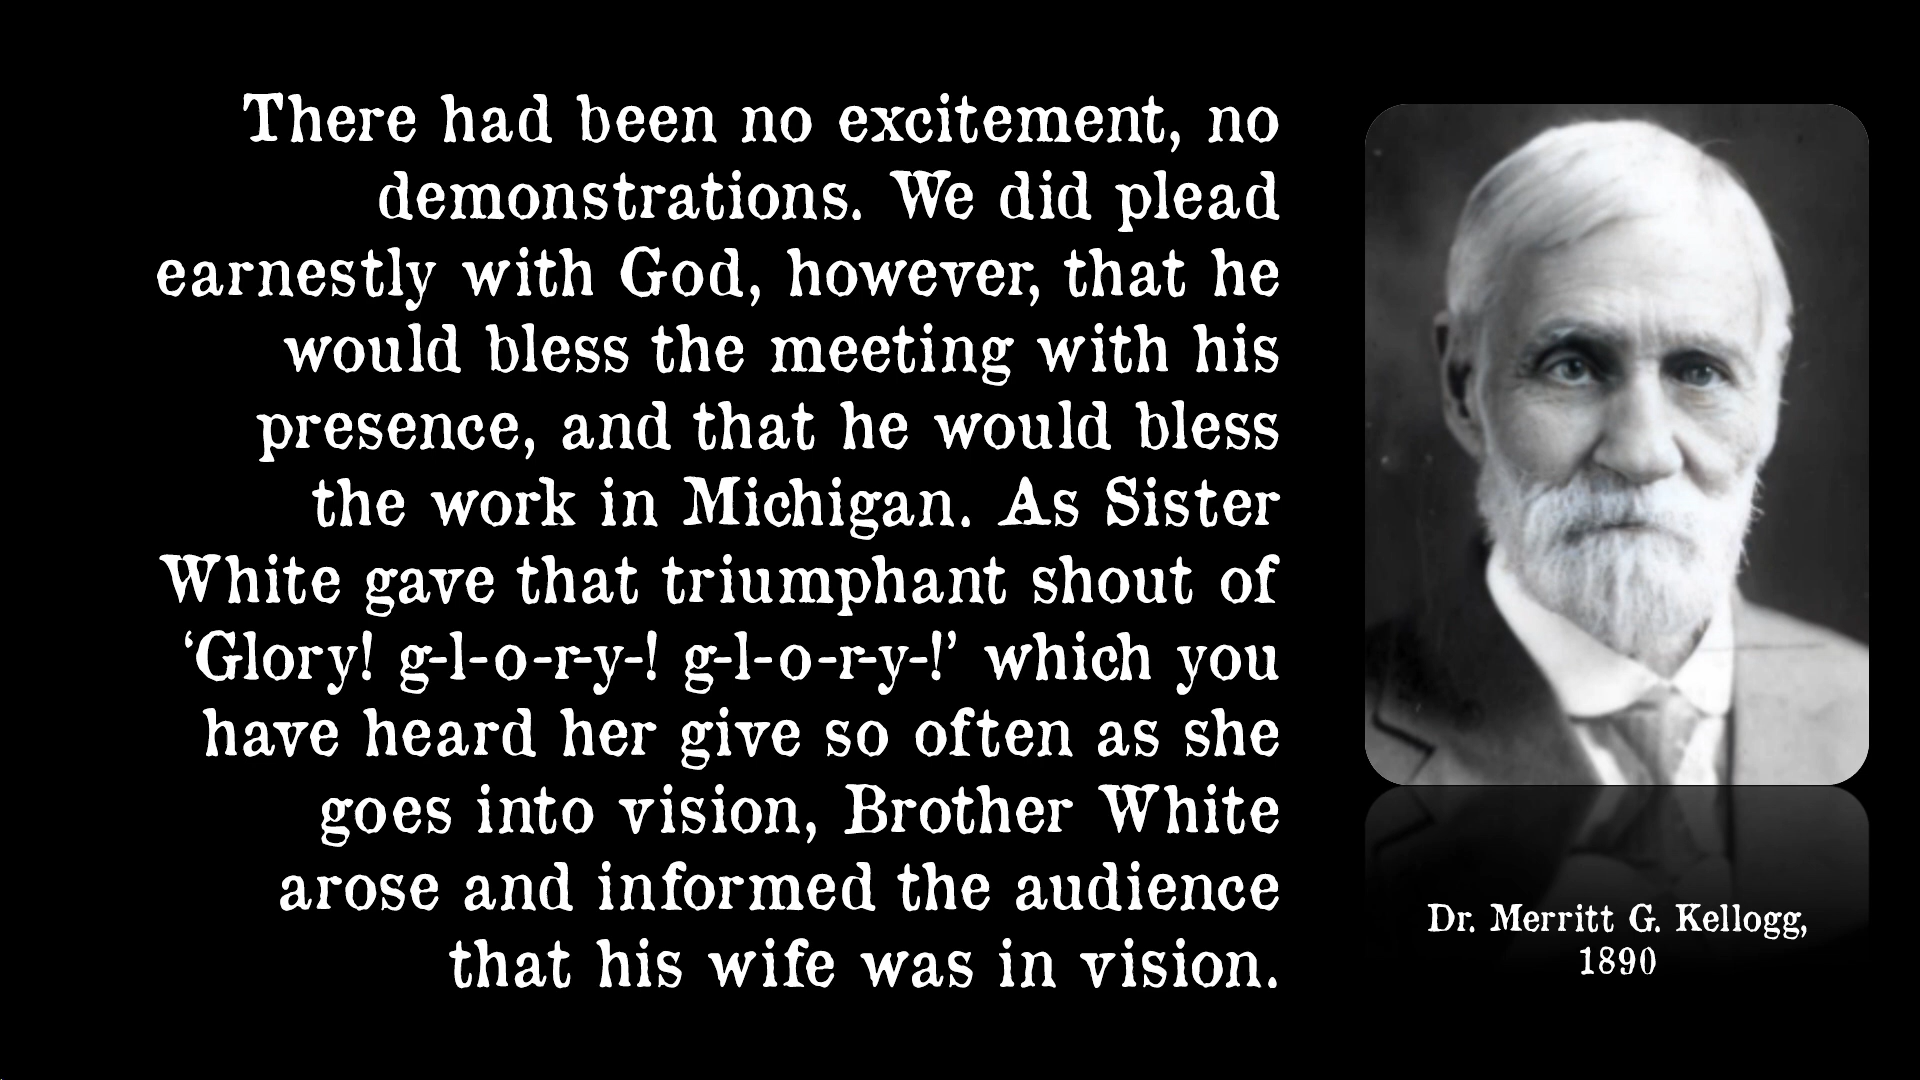 There had been no excitement, no
demonstrations. We did plead
earnestly with God, however, that he
would bless the meeting with his
presence, and that he would bless
the work in Michigan. As Sister
White gave that triumphant shout of
‘Glory! g-l-o-r-y-! g-l-o-r-y-!’ which you
have heard her give so often as she
goes into vision, Brother White
arose and informed the audience
that his wife was in vision.
Dr. Merritt G. Kellogg,
1890